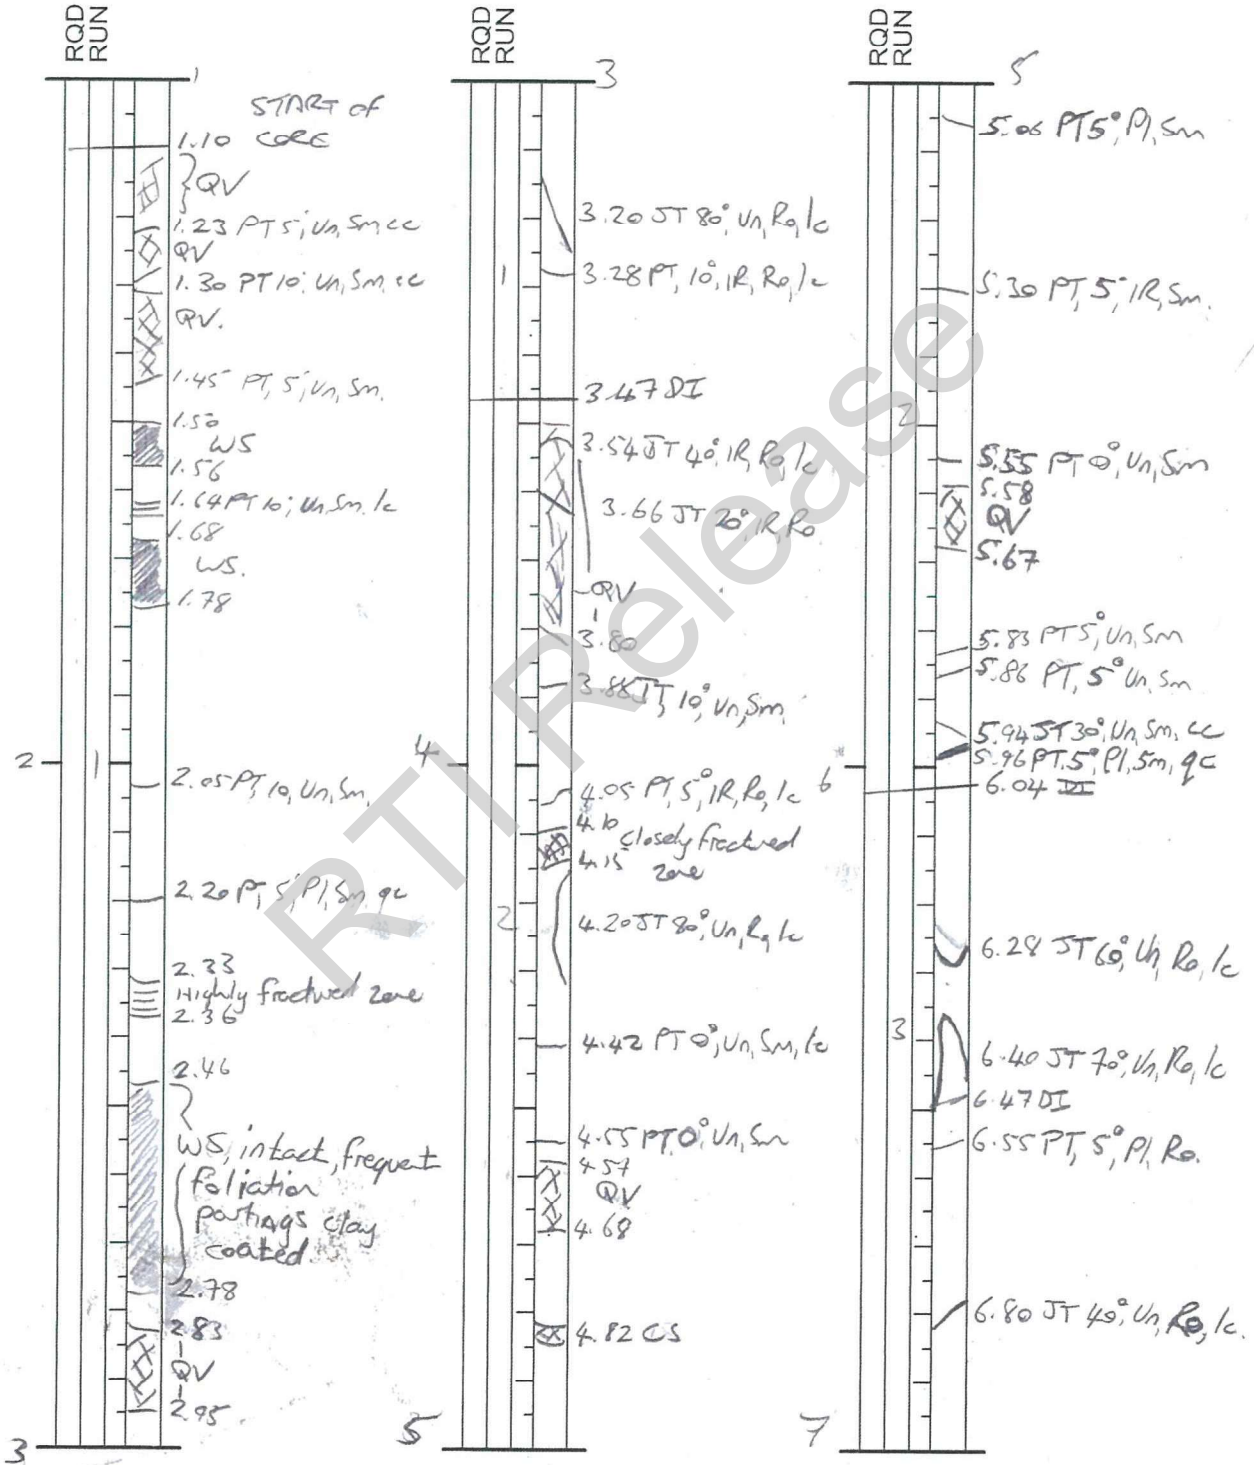 RQD
RUN
1
START OF
1.10 CORE
QV
1.23 PT 5°, Un, Sm, cc
QV
1.30 PT 10°, Un, Sm, cc
QV.
1.45 PT, 5°, Un, Sm.
1.50
WS
1.56
1.64 PT 10°, Un, Sm, lc
1.68
WS.
1.78
2
1
2.05 PT, 10, Un, Sm,
2.20 PT, 5°, Pl, Sm, qc
2.33
Highly fractured zone
2.36
2.46
WS, intact, frequent
foliation
partings clay
coated.
2.78
2.83
QV
2.95
3
RQD
RUN
3
3.20 JT 80°, Un, Ro, lc
1
3.28 PT, 10°, IR, Ro, lc
3.47 DI
3.54 JT 40°, IR, Ro, lc
3.66 JT 20°, IR, Ro
QV
3.80
3.88 JT, 10°, Un, Sm,
4
4.05 PT, 5°, IR, Ro, lc
4.10
closely fractured
4.15 zone
2
4.20 JT 80°, Un, Ro, lc
4.42 PT 0°, Un, Sm, lc
4.55 PT, 0°, Un, Sm
4.57
QV
4.68
4.82 CS
5
RQD
RUN
5
5.06 PT 5°, Pl, Sm
5.30 PT, 5°, IR, Sm.
2
5.55 PT 0°, Un, Sm
5.58
QV
5.67
5.83 PT 5°, Un, Sm
5.86 PT, 5° Un, Sm
5.94 JT 30°, Un, Sm, cc
5.96 PT, 5°, Pl, Sm, qc
6
6.04 DI
6.28 JT 60°, Un, Ro, lc
3
6.40 JT 70°, Un, Ro, lc
6.47 DI
6.55 PT, 5°, Pl, Ro.
6.80 JT 40°, Un, Ro, lc.
7
RTI Release